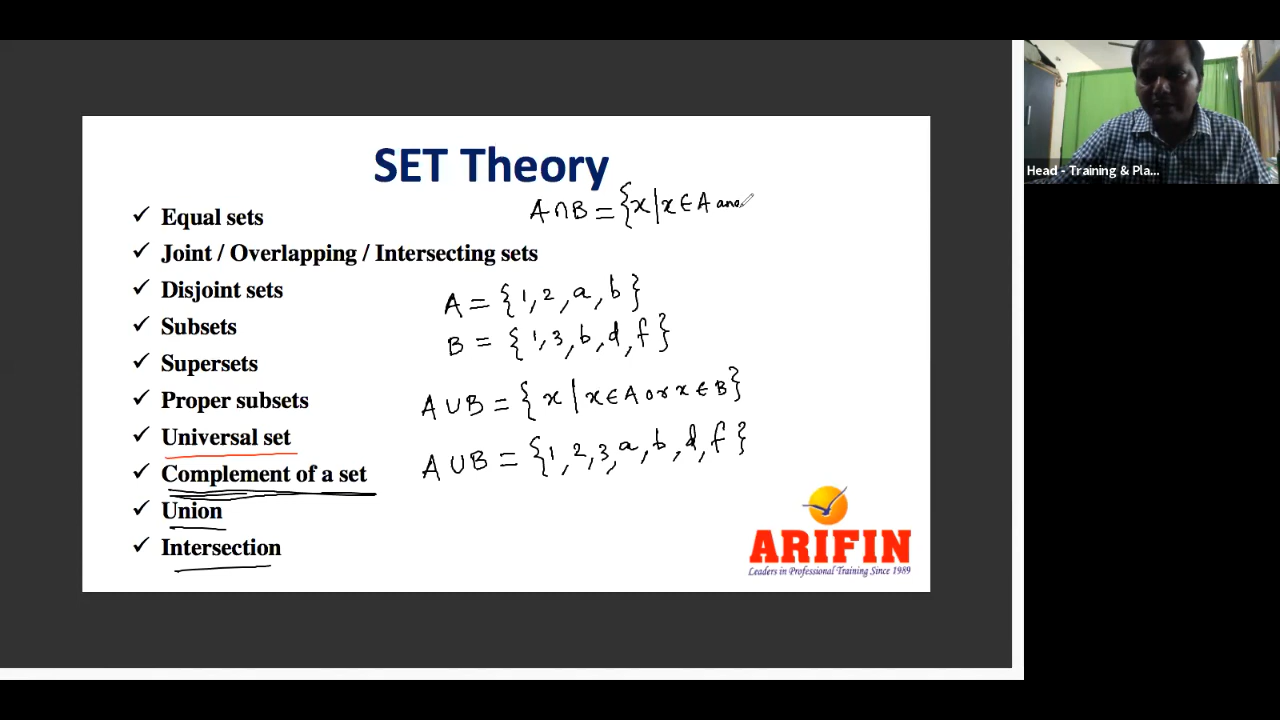 SET Theory
A∩B = {x|x∈A and
✓ Equal sets
✓ Joint / Overlapping / Intersecting sets
✓ Disjoint sets
A = {1, 2, a, b}
✓ Subsets
B = {1, 3, b, d, f}
✓ Supersets
✓ Proper subsets
A∪B = {x|x∈A or x∈B}
✓ Universal set
✓ Complement of a set
A∪B = {1, 2, 3, a, b, d, f}
✓ Union
✓ Intersection
ARIFIN
Leaders in Professional Training Since 1989
Head - Training & Pla...